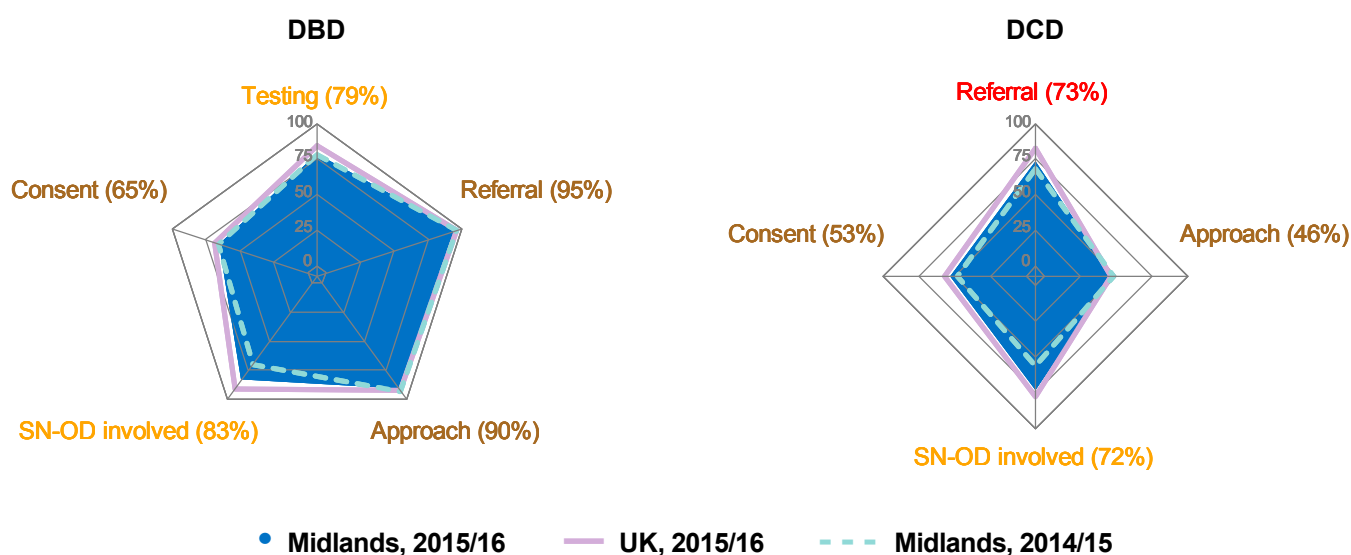 DBD
DCD
Testing (79%)
Referral (73%)
100
100
75
75
Consent (65%)
50
Referral (95%)
50
25
Consent (53%)
25
Approach (46%)
0
0
SN-OD involved (83%)
Approach (90%)
SN-OD involved (72%)
Midlands, 2015/16
UK, 2015/16
Midlands, 2014/15